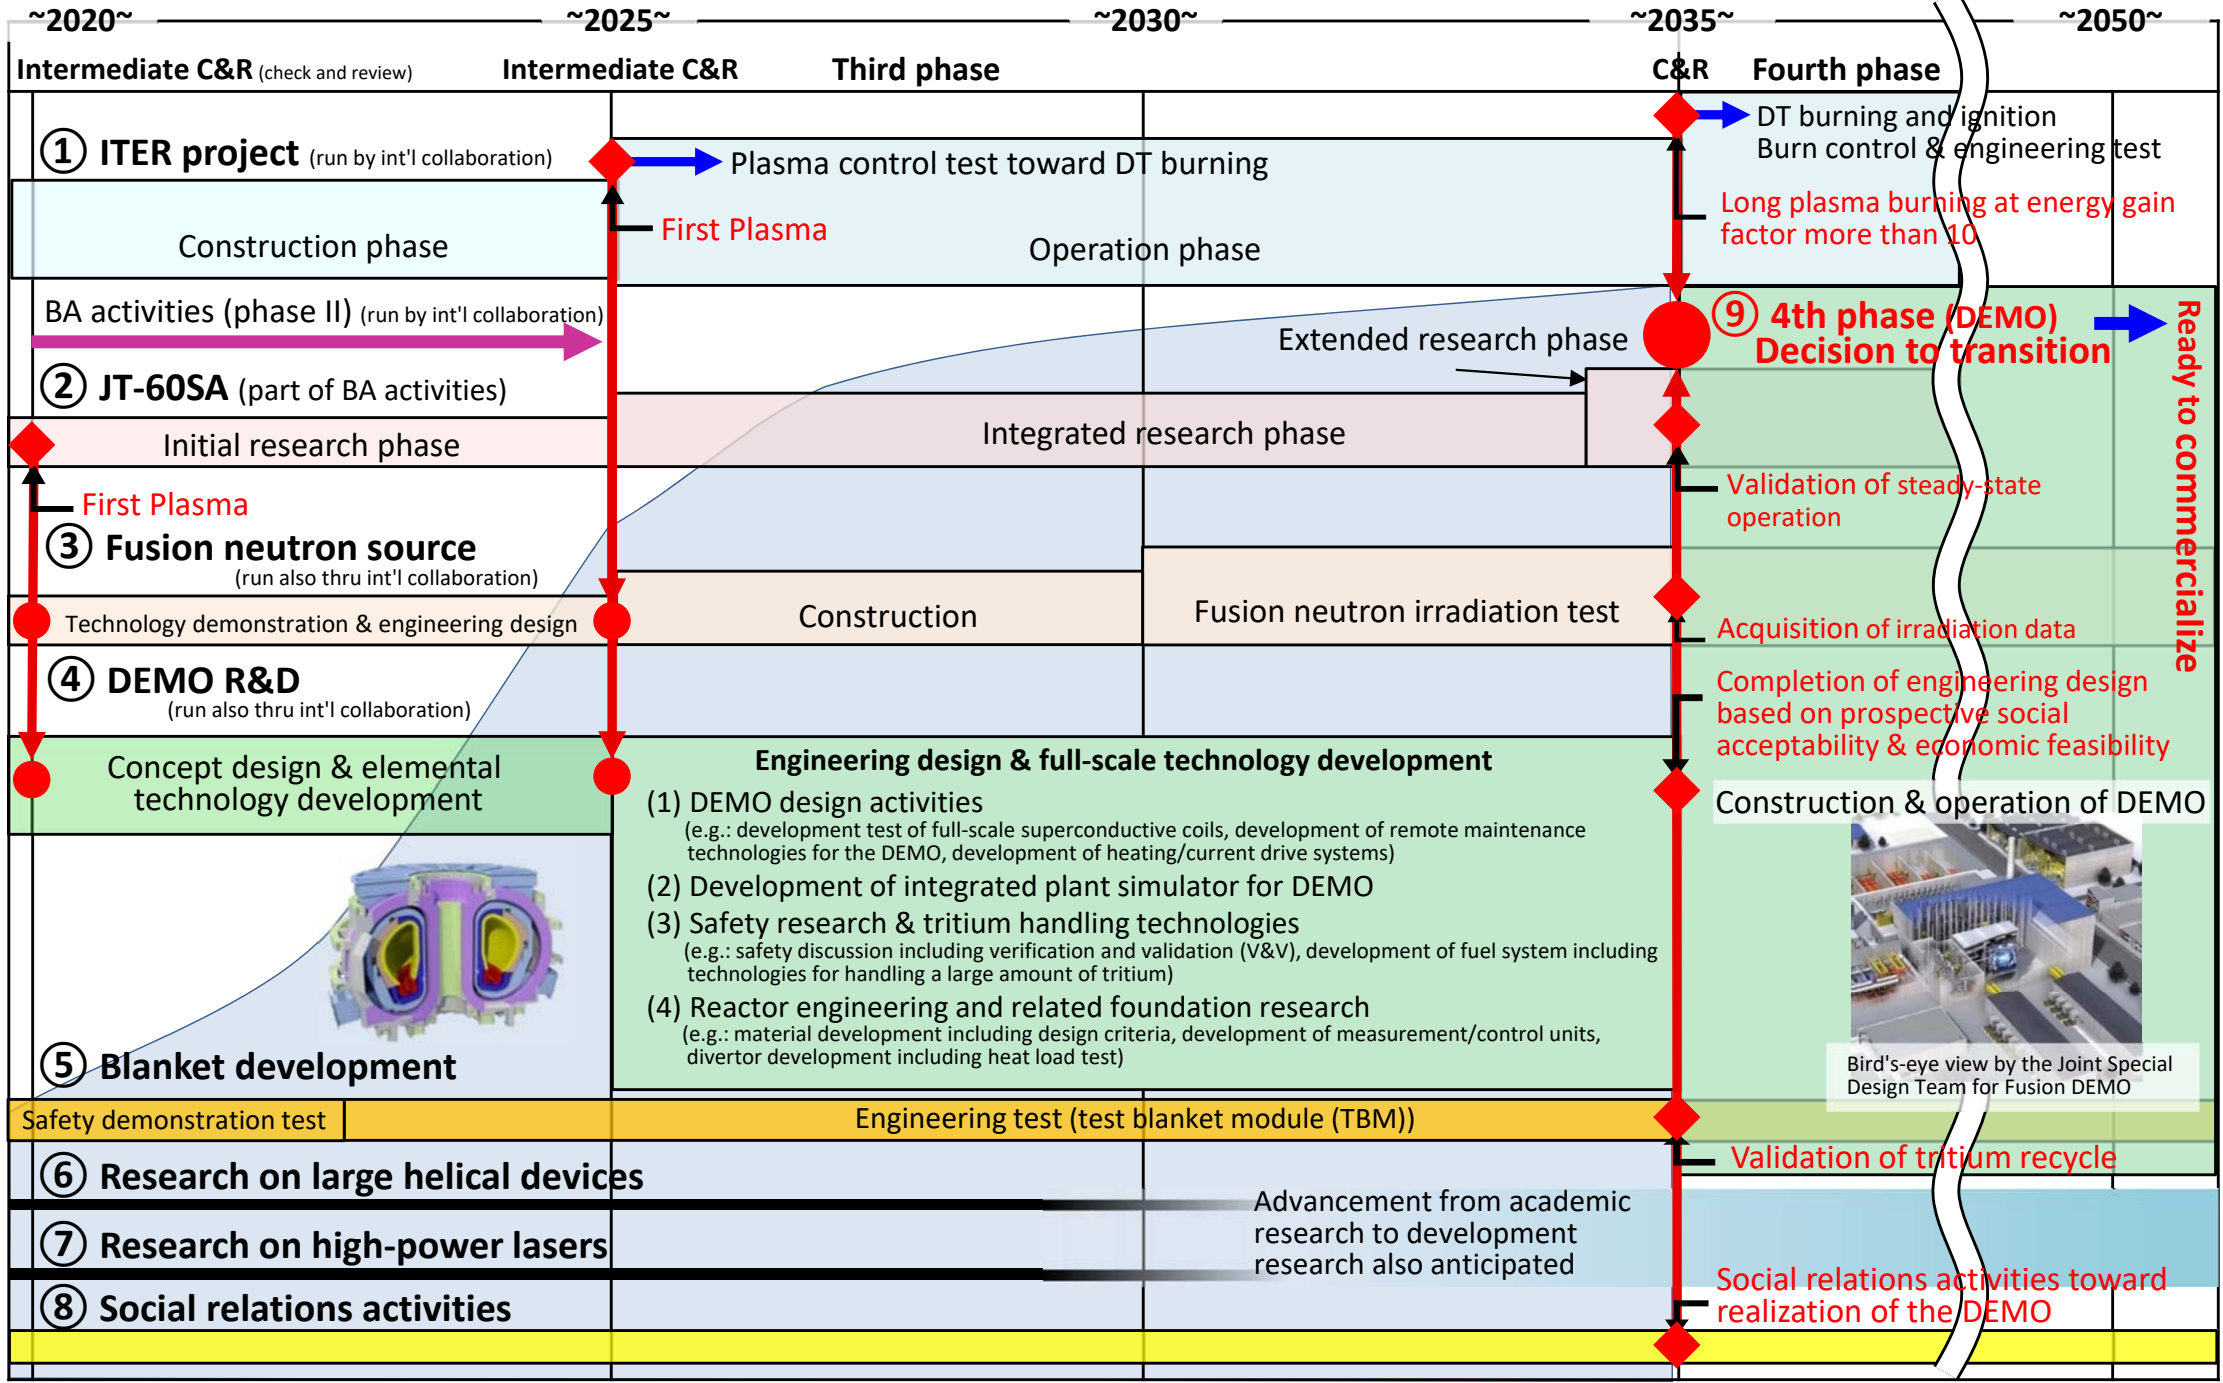 ~2020~ ~2025~ ~2030~ ~2035~ ~2050~
Intermediate C&R (check and review) Intermediate C&R Third phase C&R Fourth phase
① ITER project (run by int'l collaboration)
Construction phase
Plasma control test toward DT burning
First Plasma
Operation phase
DT burning and ignition
Burn control & engineering test
Long plasma burning at energy gain
factor more than 10
BA activities (phase II) (run by int'l collaboration)
② JT-60SA (part of BA activities)
Initial research phase
First Plasma
Integrated research phase
Extended research phase
⑨ 4th phase (DEMO)
Decision to transition
Ready to commercialize
Validation of steady-state
operation
③ Fusion neutron source
(run also thru int'l collaboration)
Technology demonstration & engineering design
Construction
Fusion neutron irradiation test
Acquisition of irradiation data
④ DEMO R&D
(run also thru int'l collaboration)
Concept design & elemental
technology development
Engineering design & full-scale technology development
(1) DEMO design activities
(e.g.: development test of full-scale superconductive coils, development of remote maintenance
technologies for the DEMO, development of heating/current drive systems)
(2) Development of integrated plant simulator for DEMO
(3) Safety research & tritium handling technologies
(e.g.: safety discussion including verification and validation (V&V), development of fuel system including
technologies for handling a large amount of tritium)
(4) Reactor engineering and related foundation research
(e.g.: material development including design criteria, development of measurement/control units,
divertor development including heat load test)
Completion of engineering design
based on prospective social
acceptability & economic feasibility
Construction & operation of DEMO
Bird's-eye view by the Joint Special
Design Team for Fusion DEMO
⑤ Blanket development
Safety demonstration test
Engineering test (test blanket module (TBM))
Validation of tritium recycle
⑥ Research on large helical devices
⑦ Research on high-power lasers
Advancement from academic
research to development
research also anticipated
⑧ Social relations activities
Social relations activities toward
realization of the DEMO